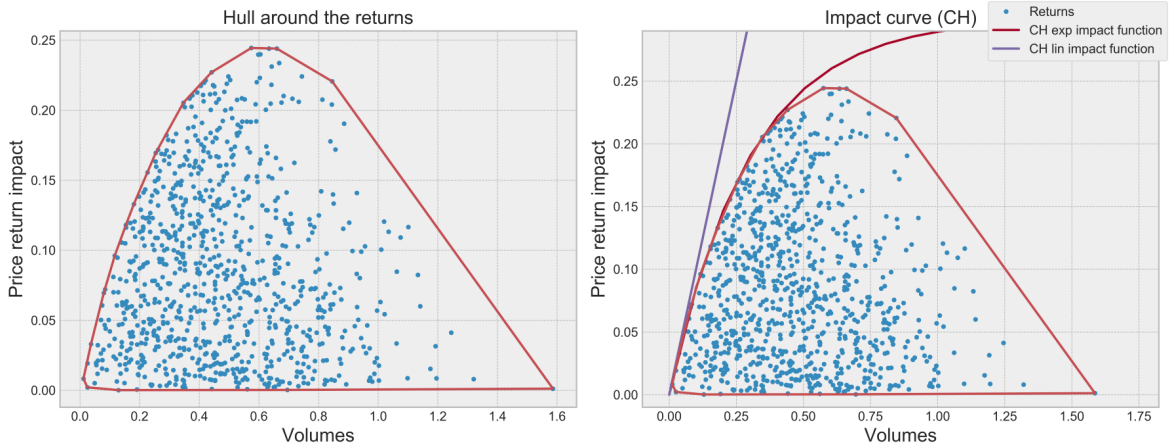 Hull around the returns
Price return impact
0.25
0.20
0.15
0.10
0.05
0.00
0.0 0.2 0.4 0.6 0.8 1.0 1.2 1.4 1.6
Volumes
Impact curve (CH)
Returns
CH exp impact function
CH lin impact function
Price return impact
0.25
0.20
0.15
0.10
0.05
0.00
0.00 0.25 0.50 0.75 1.00 1.25 1.50 1.75
Volumes